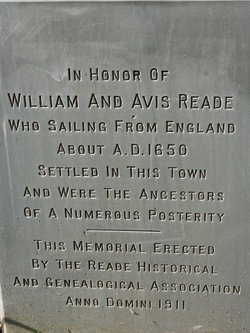 In Honor Of
William And Avis Reade
Who Sailing From England
About A.D. 1650
Settled In This Town
And Were The Ancestors
Of A Numerous Posterity
This Memorial Erected
By The Reade Historical
And Genealogical Association
Anno Domini 1911